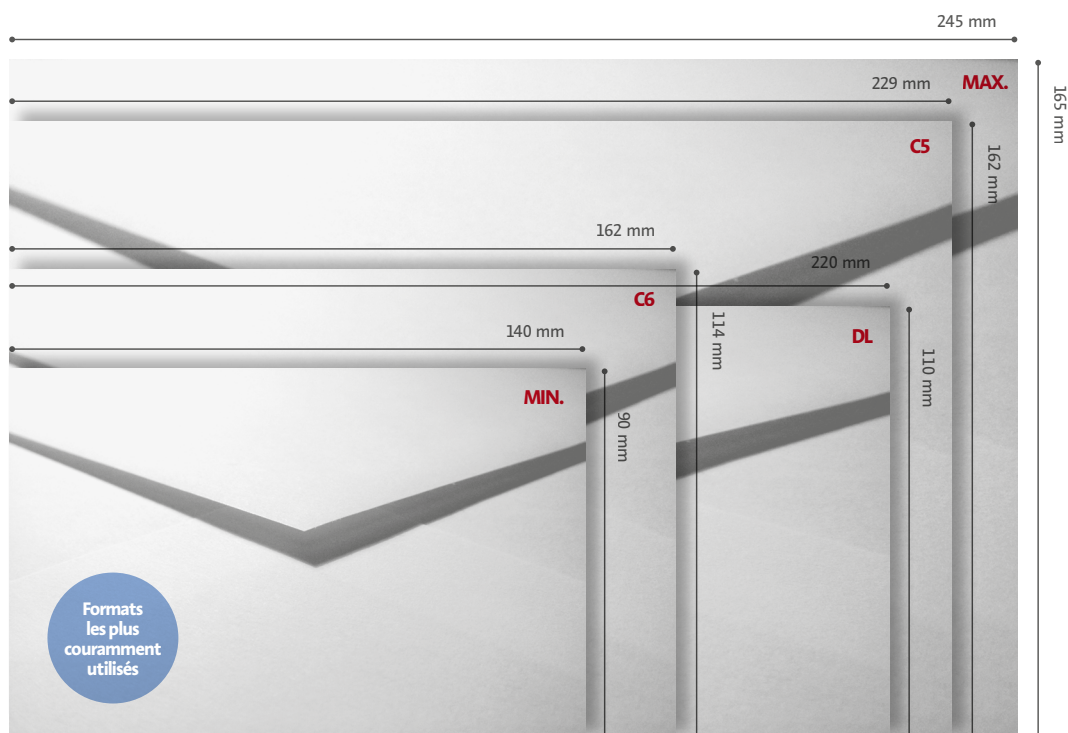 245 mm
229 mm
MAX.
165 mm
C5
162 mm
162 mm
220 mm
C6
114 mm
140 mm
DL
110 mm
MIN.
90 mm
Formats
les plus
couramment
utilisés